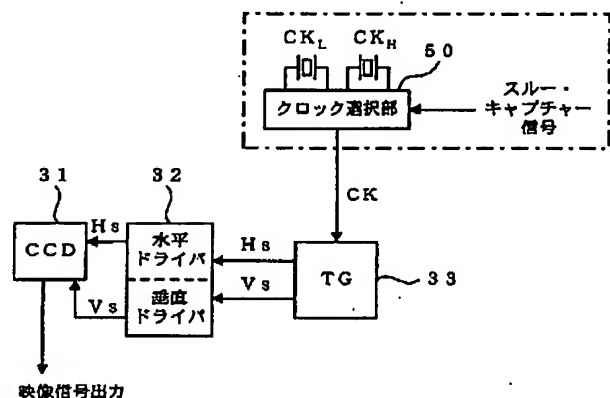 CKL CKH
50
クロック選択部
スルー・
キャプチャー
信号
CK
31
32
CCD
Hs
水平
ドライバ
Hs
TG
33
Vs
垂直
ドライバ
Vs
映像信号出力